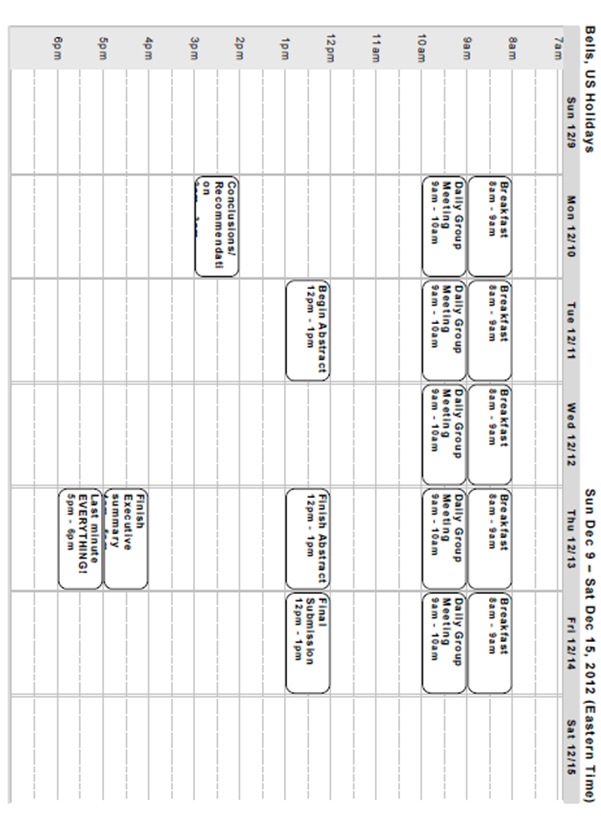 Bells, US Holidays
Sun Dec 9 – Sat Dec 15, 2012 (Eastern Time)
Sun 12/9
Mon 12/10
Tue 12/11
Wed 12/12
Thu 12/13
Fri 12/14
Sat 12/15
7am
8am
Breakfast
8am - 9am
Breakfast
8am - 9am
Breakfast
8am - 9am
Breakfast
8am - 9am
Breakfast
8am - 9am
9am
Daily Group
Meeting
9am - 10am
Daily Group
Meeting
9am - 10am
Daily Group
Meeting
9am - 10am
Daily Group
Meeting
9am - 10am
Daily Group
Meeting
9am - 10am
10am
11am
12pm
Begin Abstract
12pm - 1pm
Finish Abstract
12pm - 1pm
Final
Submission
12pm - 1pm
1pm
2pm
Conclusions/
Recommendati
on
3pm
4pm
Finish
Executive
summary
5pm
Last minute
EVERYTHING!
5pm - 6pm
6pm